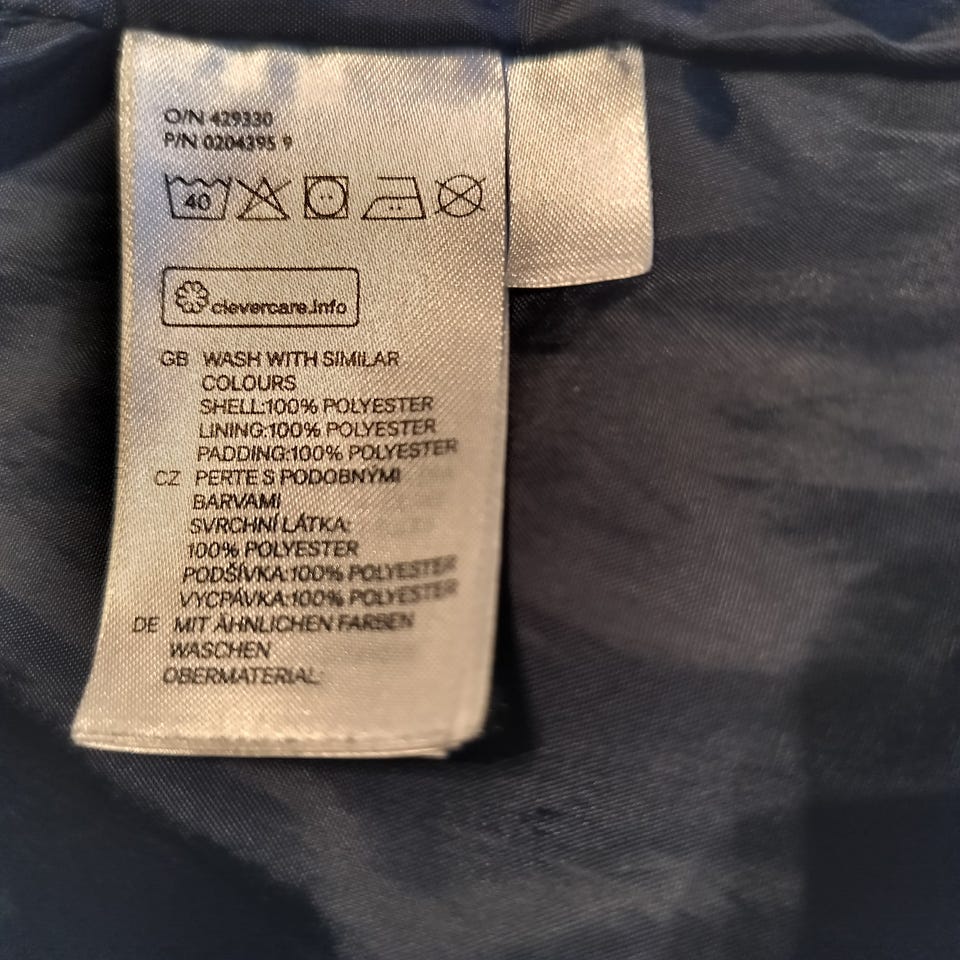 O/N 429330
P/N 0204395 9
40
clevercare.info
GB WASH WITH SIMILAR
COLOURS
SHELL:100% POLYESTER
LINING:100% POLYESTER
PADDING:100% POLYESTER
CZ PERTE S PODOBNÝMI
BARVAMI
SVRCHNÍ LÁTKA:
100% POLYESTER
PODŠÍVKA:100% POLYESTER
VYCPÁVKA:100% POLYESTER
DE MIT ÄHNLICHEN FARBEN
WASCHEN
OBERMATERIAL: